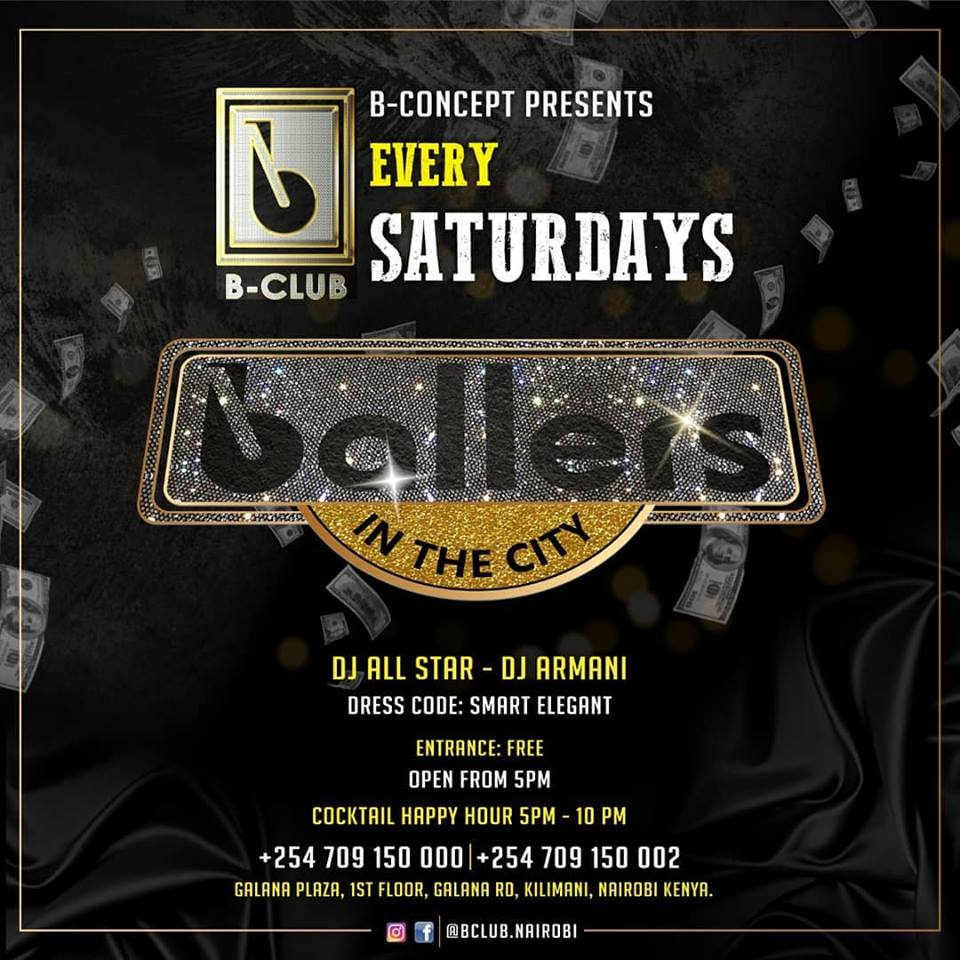 B-CONCEPT PRESENTS
EVERY
SATURDAYS
b
B-CLUB
ballers
IN THE CITY
DJ ALL STAR - DJ ARMANI
DRESS CODE: SMART ELEGANT
ENTRANCE: FREE
OPEN FROM 5PM
COCKTAIL HAPPY HOUR 5PM - 10 PM
+254 709 150 000 | +254 709 150 002
GALANA PLAZA, 1ST FLOOR, GALANA RD, KILIMANI, NAIROBI KENYA.
@BCLUB.NAIROBI